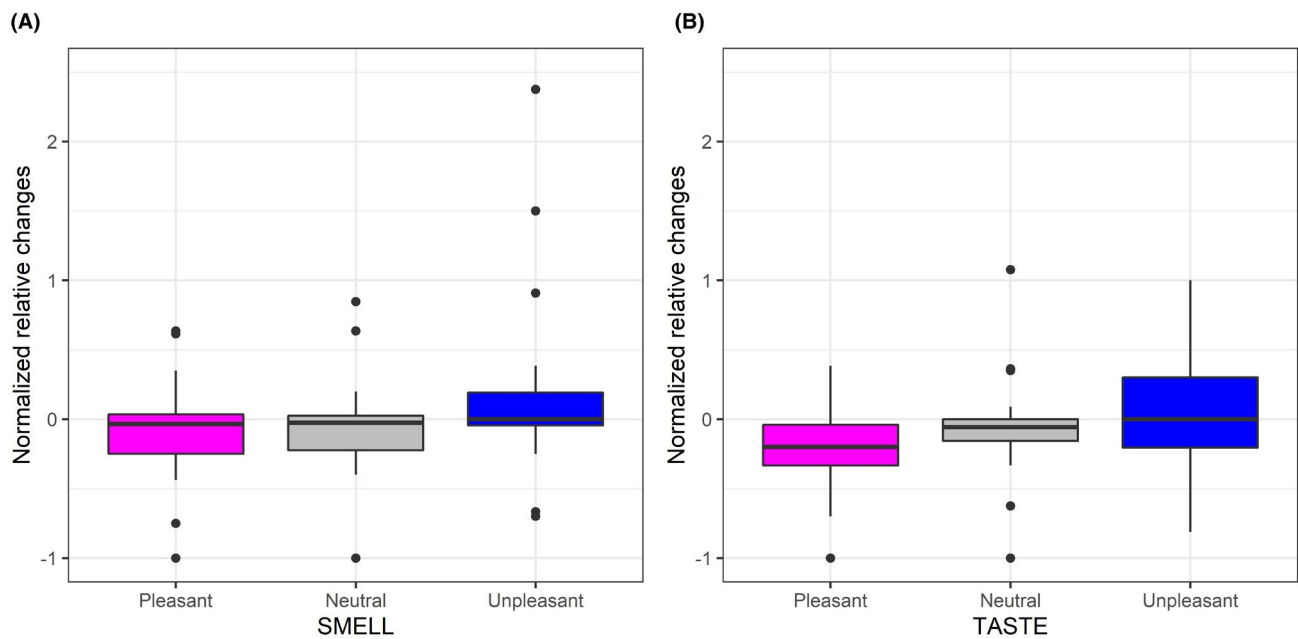 (A)
Normalized relative changes
2
1
0
-1
Pleasant Neutral Unpleasant
SMELL
(B)
Normalized relative changes
2
1
0
-1
Pleasant Neutral Unpleasant
TASTE